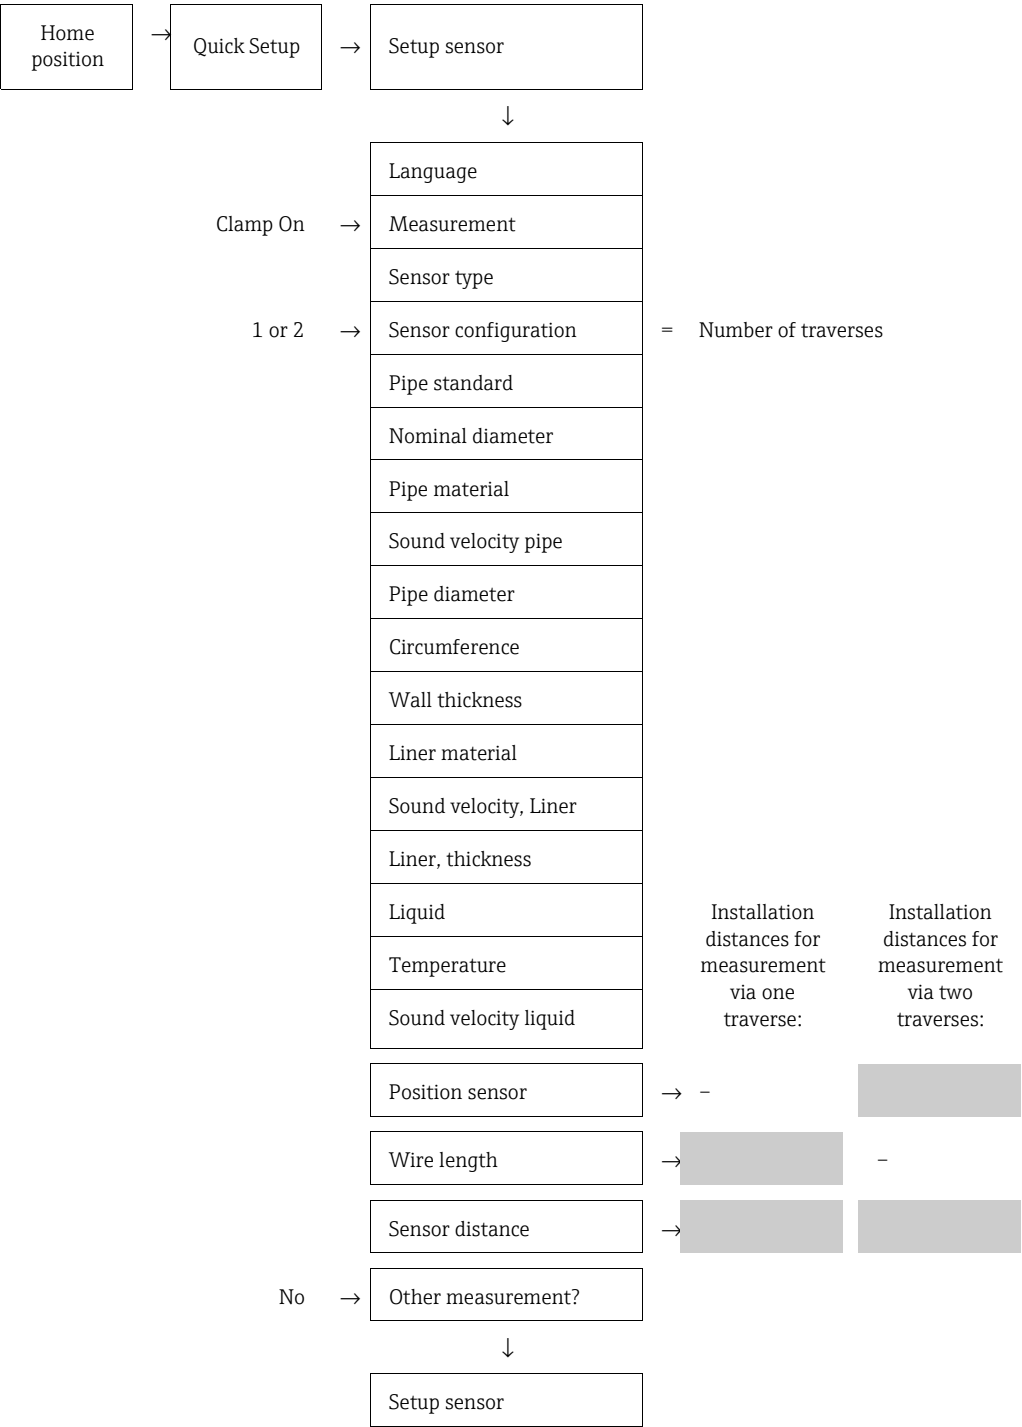 Home
position
→
Quick Setup
→
Setup sensor
↓
Language
Clamp On → Measurement
Sensor type
1 or 2 → Sensor configuration = Number of traverses
Pipe standard
Nominal diameter
Pipe material
Sound velocity pipe
Pipe diameter
Circumference
Wall thickness
Liner material
Sound velocity, Liner
Liner, thickness
Liquid
Temperature
Sound velocity liquid
Installation
distances for
measurement
via one
traverse:
Installation
distances for
measurement
via two
traverses:
Position sensor → –
Wire length → –
Sensor distance →
No → Other measurement?
↓
Setup sensor